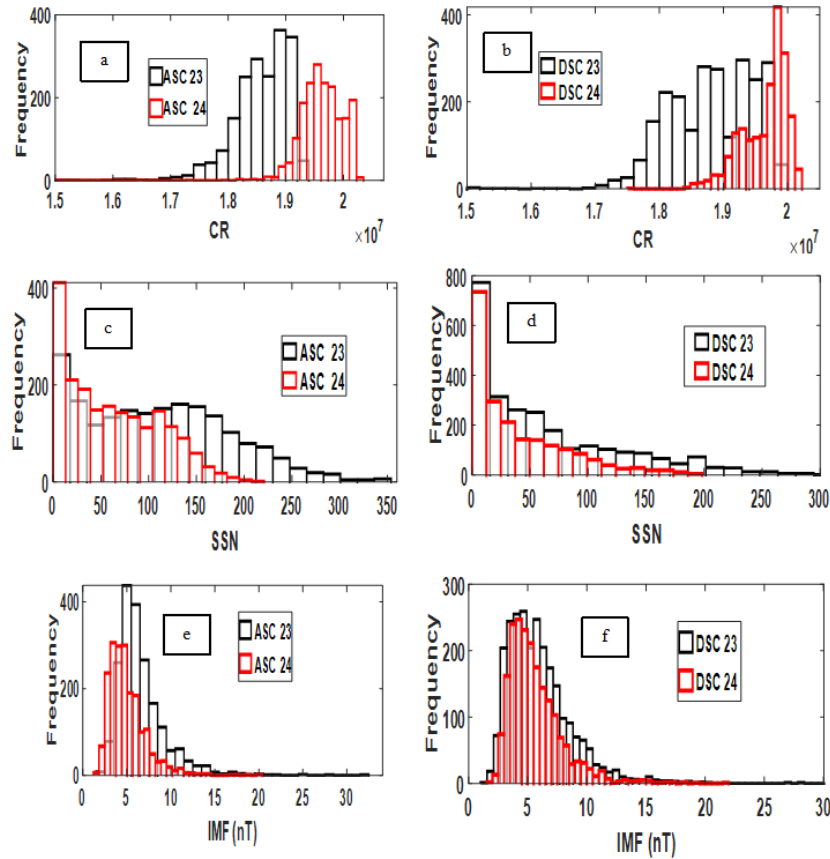 400
200
0
Frequency
a
ASC 23
ASC 24
1.5 1.6 1.7 1.8 1.9 2
CR
×10^7
400
200
0
Frequency
b
DSC 23
DSC 24
1.5 1.6 1.7 1.8 1.9 2
CR
×10^7
400
200
0
Frequency
c
ASC 23
ASC 24
0 50 100 150 200 250 300 350
SSN
800
600
400
200
0
Frequency
d
DSC 23
DSC 24
0 50 100 150 200 250 300
SSN
400
200
0
Frequency
e
ASC 23
ASC 24
0 5 10 15 20 25 30
IMF (nT)
300
200
100
0
Frequency
f
DSC 23
DSC 24
0 5 10 15 20 25 30
IMF (nT)